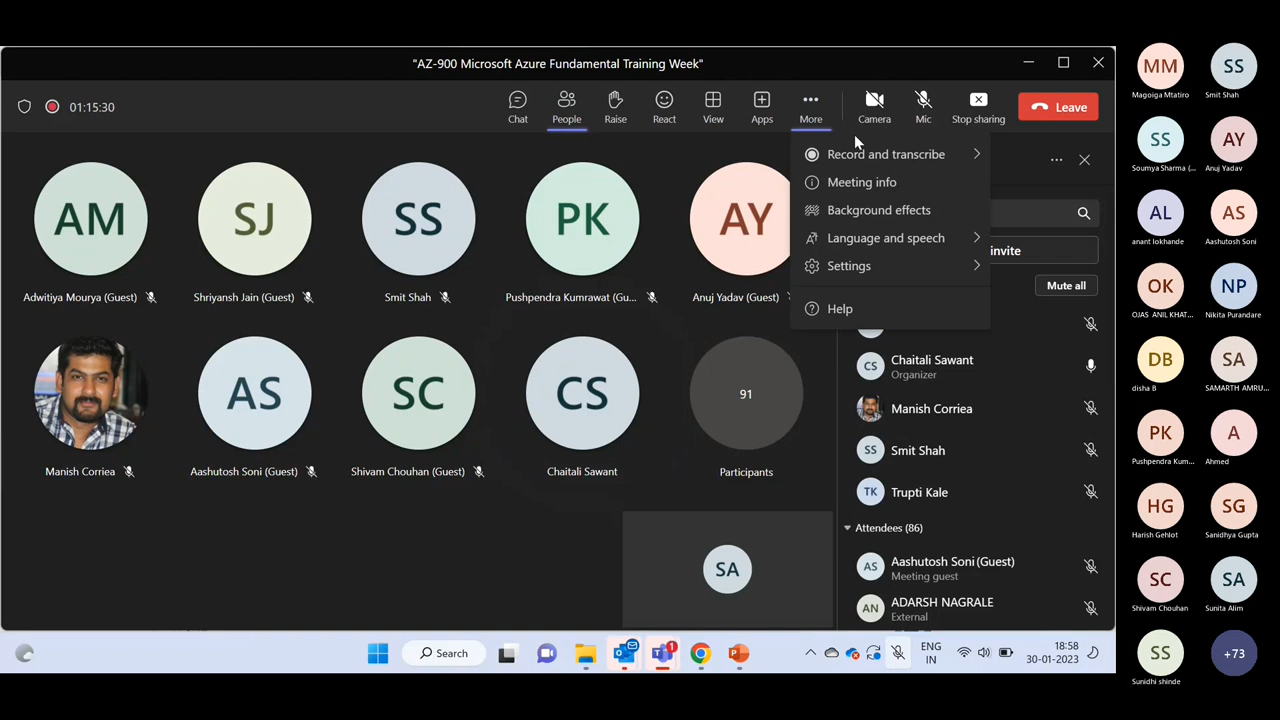 "AZ-900 Microsoft Azure Fundamental Training Week"
01:15:30
Chat
People
Raise
React
View
Apps
More
Camera
Mic
Stop sharing
Leave
Record and transcribe
Meeting info
Background effects
Language and speech
Settings
Help
invite
Mute all
AM
Adwitiya Mourya (Guest)
SJ
Shriyansh Jain (Guest)
SS
Smit Shah
PK
Pushpendra Kumrawat (Gu...
AY
Anuj Yadav (Guest)
Manish Corriea
AS
Aashutosh Soni (Guest)
SC
Shivam Chouhan (Guest)
CS
Chaitali Sawant
91
Participants
SA
CS
Chaitali Sawant
Organizer
Manish Corriea
SS
Smit Shah
TK
Trupti Kale
Attendees (86)
AS
Aashutosh Soni (Guest)
Meeting guest
AN
ADARSH NAGRALE
External
MM
Magoiga Mtatiro
SS
Smit Shah
SS
Soumya Sharma (...
AY
Anuj Yadav
AL
anant lokhande
AS
Aashutosh Soni
OK
OJAS ANIL KHAT...
NP
Nikita Purandare
DB
disha B
SA
SAMARTH AMRU...
PK
Pushpendra Kum...
A
Ahmed
HG
Harish Gehlot
SG
Sanidhya Gupta
SC
Shivam Chouhan
SA
Sunita Alim
SS
Sunidhi shinde
+73
Search
1
ENG
IN
18:58
30-01-2023